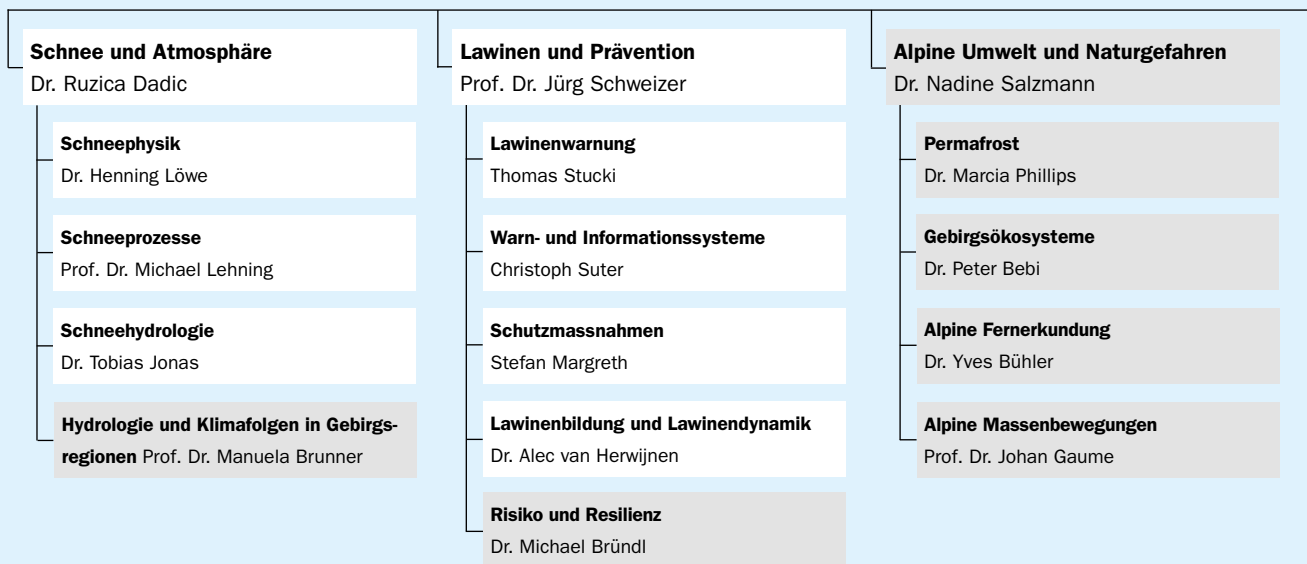 Schnee und Atmosphäre
Dr. Ruzica Dadic
Schneephysik
Dr. Henning Löwe
Schneeprozesse
Prof. Dr. Michael Lehning
Schneehydrologie
Dr. Tobias Jonas
Hydrologie und Klimafolgen in Gebirgs-
regionen Prof. Dr. Manuela Brunner
Lawinen und Prävention
Prof. Dr. Jürg Schweizer
Lawinenwarnung
Thomas Stucki
Warn- und Informationssysteme
Christoph Suter
Schutzmassnahmen
Stefan Margreth
Lawinenbildung und Lawinendynamik
Dr. Alec van Herwijnen
Risiko und Resilienz
Dr. Michael Bründl
Alpine Umwelt und Naturgefahren
Dr. Nadine Salzmann
Permafrost
Dr. Marcia Phillips
Gebirgsökosysteme
Dr. Peter Bebi
Alpine Fernerkundung
Dr. Yves Bühler
Alpine Massenbewegungen
Prof. Dr. Johan Gaume